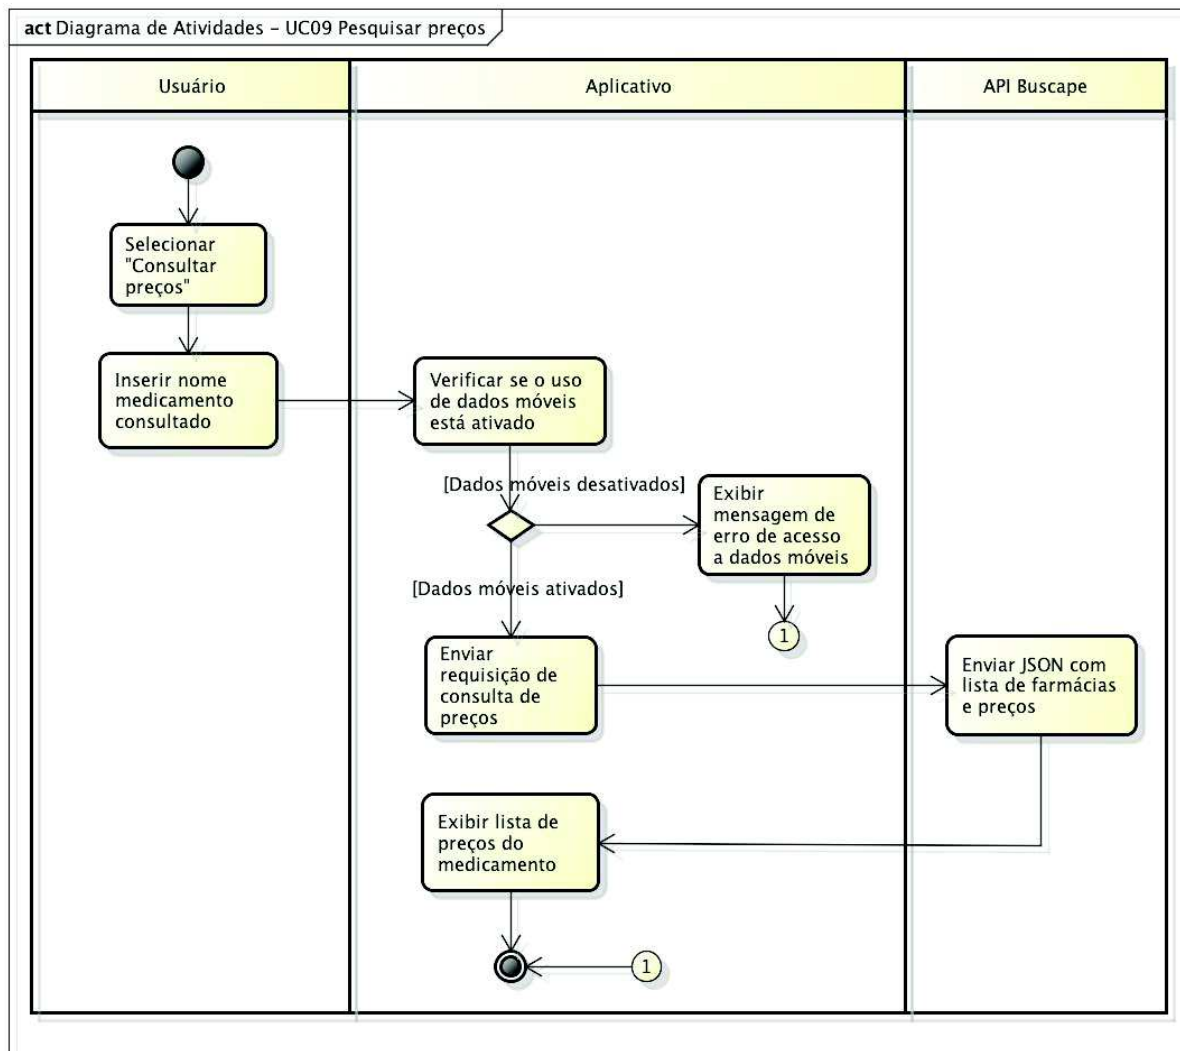 act Diagrama de Atividades – UC09 Pesquisar preços
Usuário
Aplicativo
API Buscape
Selecionar
"Consultar
preços"
Inserir nome
medicamento
consultado
Verificar se o uso
de dados móveis
está ativado
[Dados móveis desativados]
Exibir
mensagem de
erro de acesso
a dados móveis
[Dados móveis ativados]
1
Enviar
requisição de
consulta de
preços
Enviar JSON com
lista de farmácias
e preços
Exibir lista de
preços do
medicamento
1